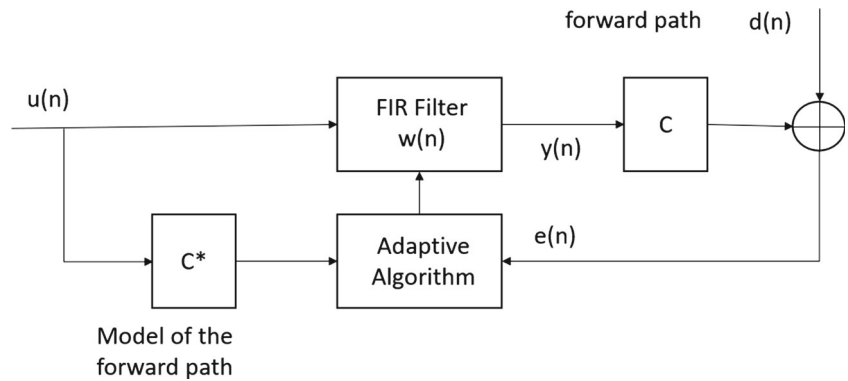 forward path
d(n)
u(n)
FIR Filter
w(n)
C
y(n)
C*
Adaptive
Algorithm
e(n)
Model of the
forward path